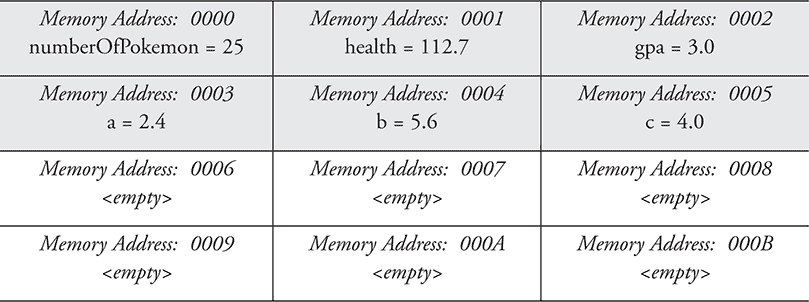 Memory Address: 0000
numberOfPokemon = 25
Memory Address: 0001
health = 112.7
Memory Address: 0002
gpa = 3.0
Memory Address: 0003
a = 2.4
Memory Address: 0004
b = 5.6
Memory Address: 0005
c = 4.0
Memory Address: 0006
<empty>
Memory Address: 0007
<empty>
Memory Address: 0008
<empty>
Memory Address: 0009
<empty>
Memory Address: 000A
<empty>
Memory Address: 000B
<empty>